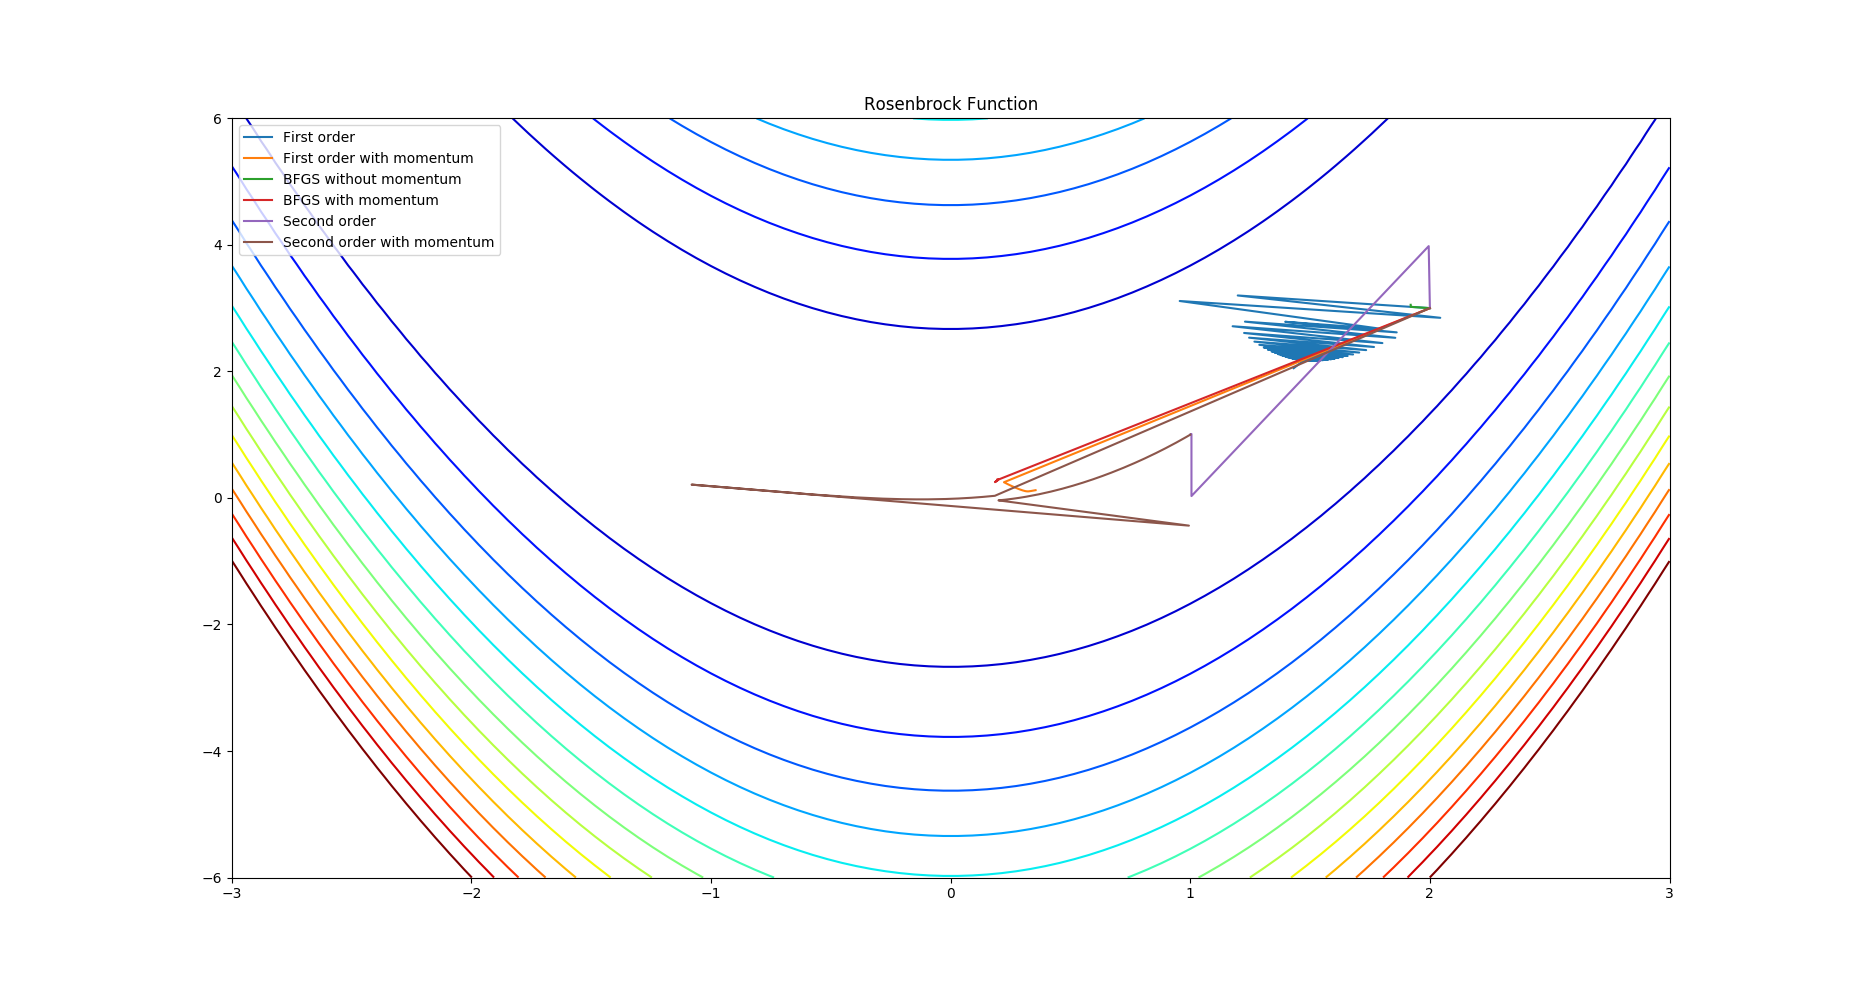 Rosenbrock Function
First order
First order with momentum
BFGS without momentum
BFGS with momentum
Second order
Second order with momentum
6
4
2
0
−2
−4
−6
−3
−2
−1
0
1
2
3